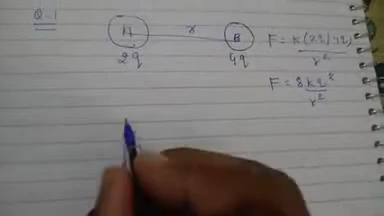 Q-1
A r B
2q 4q
F = K(2q)4q / r²
F = 8Kq² / r²